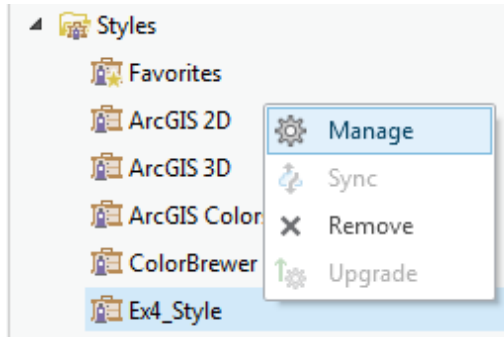 Styles
Favorites
ArcGIS 2D
Manage
ArcGIS 3D
Sync
ArcGIS Color
Remove
ColorBrewer
Upgrade
Ex4_Style